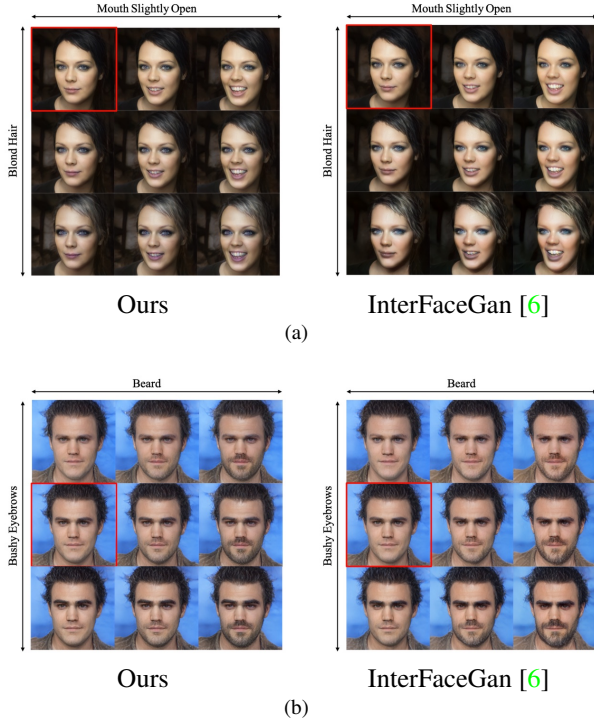 Mouth Slightly Open Mouth Slightly Open
Blond Hair Blond Hair
Ours InterFaceGan [6]
(a)
Beard Beard
Bushy Eyebrows Bushy Eyebrows
Ours InterFaceGan [6]
(b)